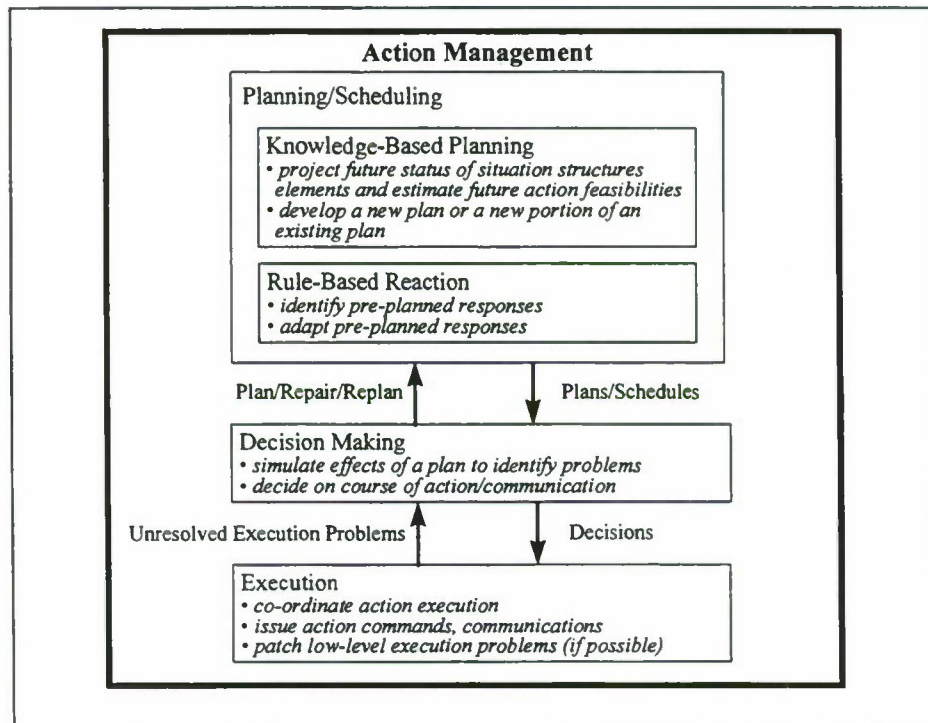 Action Management
Planning/Scheduling
Knowledge-Based Planning
• project future status of situation structures
elements and estimate future action feasibilities
• develop a new plan or a new portion of an
existing plan
Rule-Based Reaction
• identify pre-planned responses
• adapt pre-planned responses
Plan/Repair/Replan
Plans/Schedules
Decision Making
• simulate effects of a plan to identify problems
• decide on course of action/communication
Unresolved Execution Problems
Decisions
Execution
• co-ordinate action execution
• issue action commands, communications
• patch low-level execution problems (if possible)